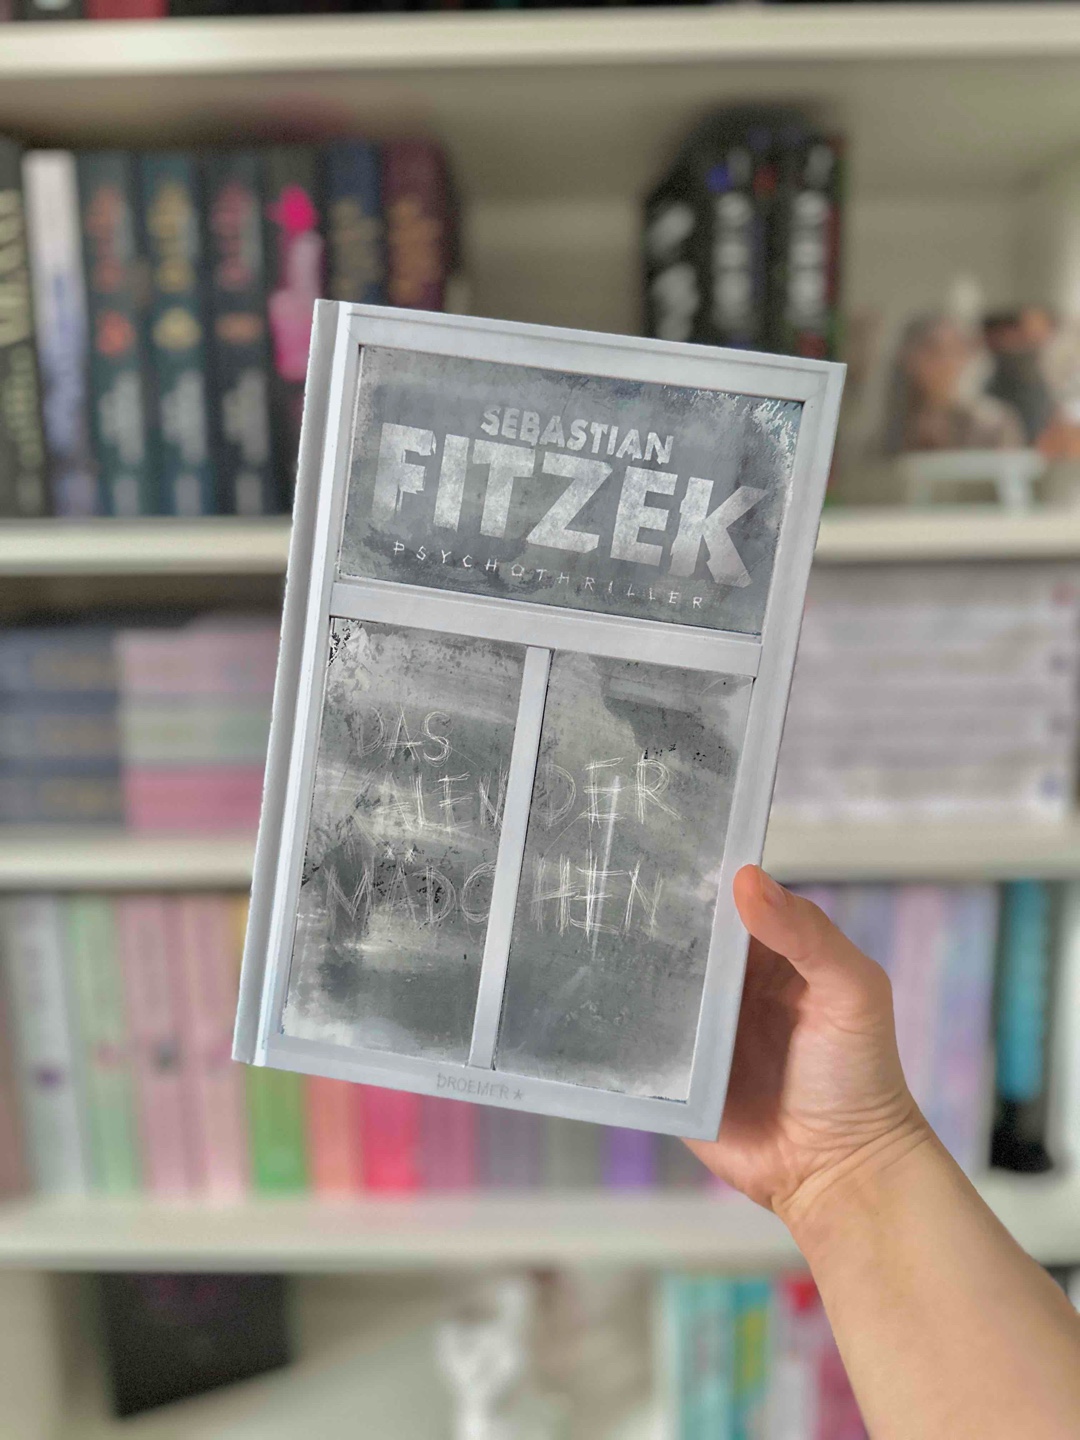 SEBASTIAN
FITZEK
PSYCHOTHRILLER
DAS
KALENDER
MÄDCHEN
DROEMER*